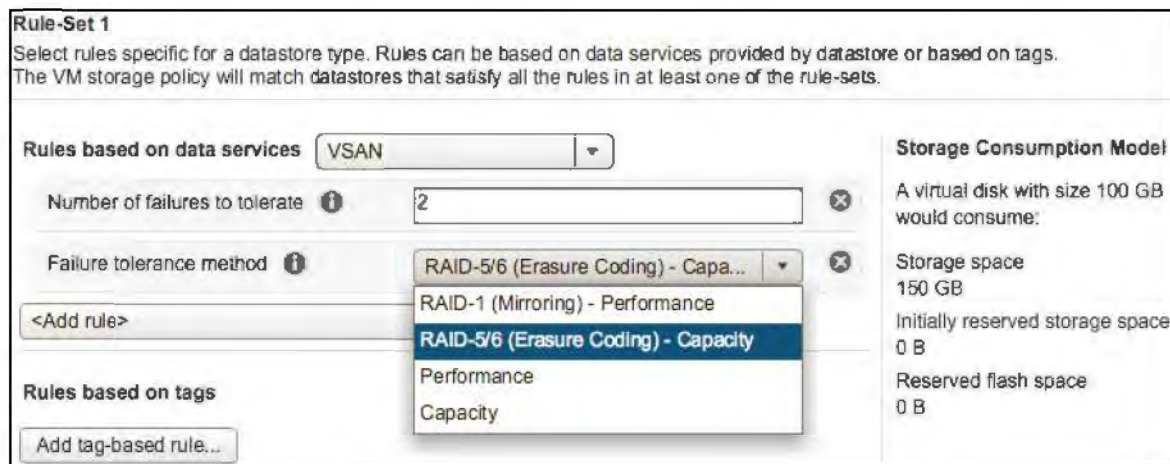 Rule-Set 1
Select rules specific for a datastore type. Rules can be based on data services provided by datastore or based on tags.
The VM storage policy will match datastores that satisfy all the rules in at least one of the rule-sets.
Rules based on data services VSAN
Number of failures to tolerate 2
Failure tolerance method RAID-5/6 (Erasure Coding) - Capa...
RAID-1 (Mirroring) - Performance
<Add rule>
RAID-5/6 (Erasure Coding) - Capacity
Performance
Rules based on tags
Capacity
Add tag-based rule...
Storage Consumption Model
A virtual disk with size 100 GB
would consume:
Storage space
150 GB
Initially reserved storage space
0 B
Reserved flash space
0 B